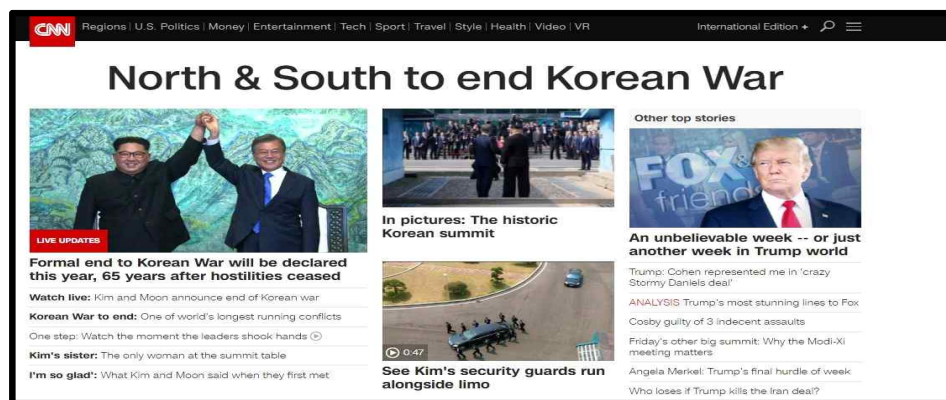 CNN Regions | U.S. Politics | Money | Entertainment | Tech | Sport | Travel | Style | Health | Video | VR International Edition +
North & South to end Korean War
LIVE UPDATES
Formal end to Korean War will be declared
this year, 65 years after hostilities ceased
Watch live: Kim and Moon announce end of Korean war
Korean War to end: One of world's longest running conflicts
One step: Watch the moment the leaders shook hands
Kim's sister: The only woman at the summit table
I'm so glad': What Kim and Moon said when they first met
In pictures: The historic
Korean summit
0:47
See Kim's security guards run
alongside limo
Other top stories
FOX &
friends
An unbelievable week -- or just
another week in Trump world
Trump: Cohen represented me in 'crazy
Stormy Daniels deal'
ANALYSIS Trump's most stunning lines to Fox
Cosby guilty of 3 indecent assaults
Friday's other big summit: Why the Modi-Xi
meeting matters
Angela Merkel: Trump's final hurdle of week
Who loses if Trump kills the Iran deal?